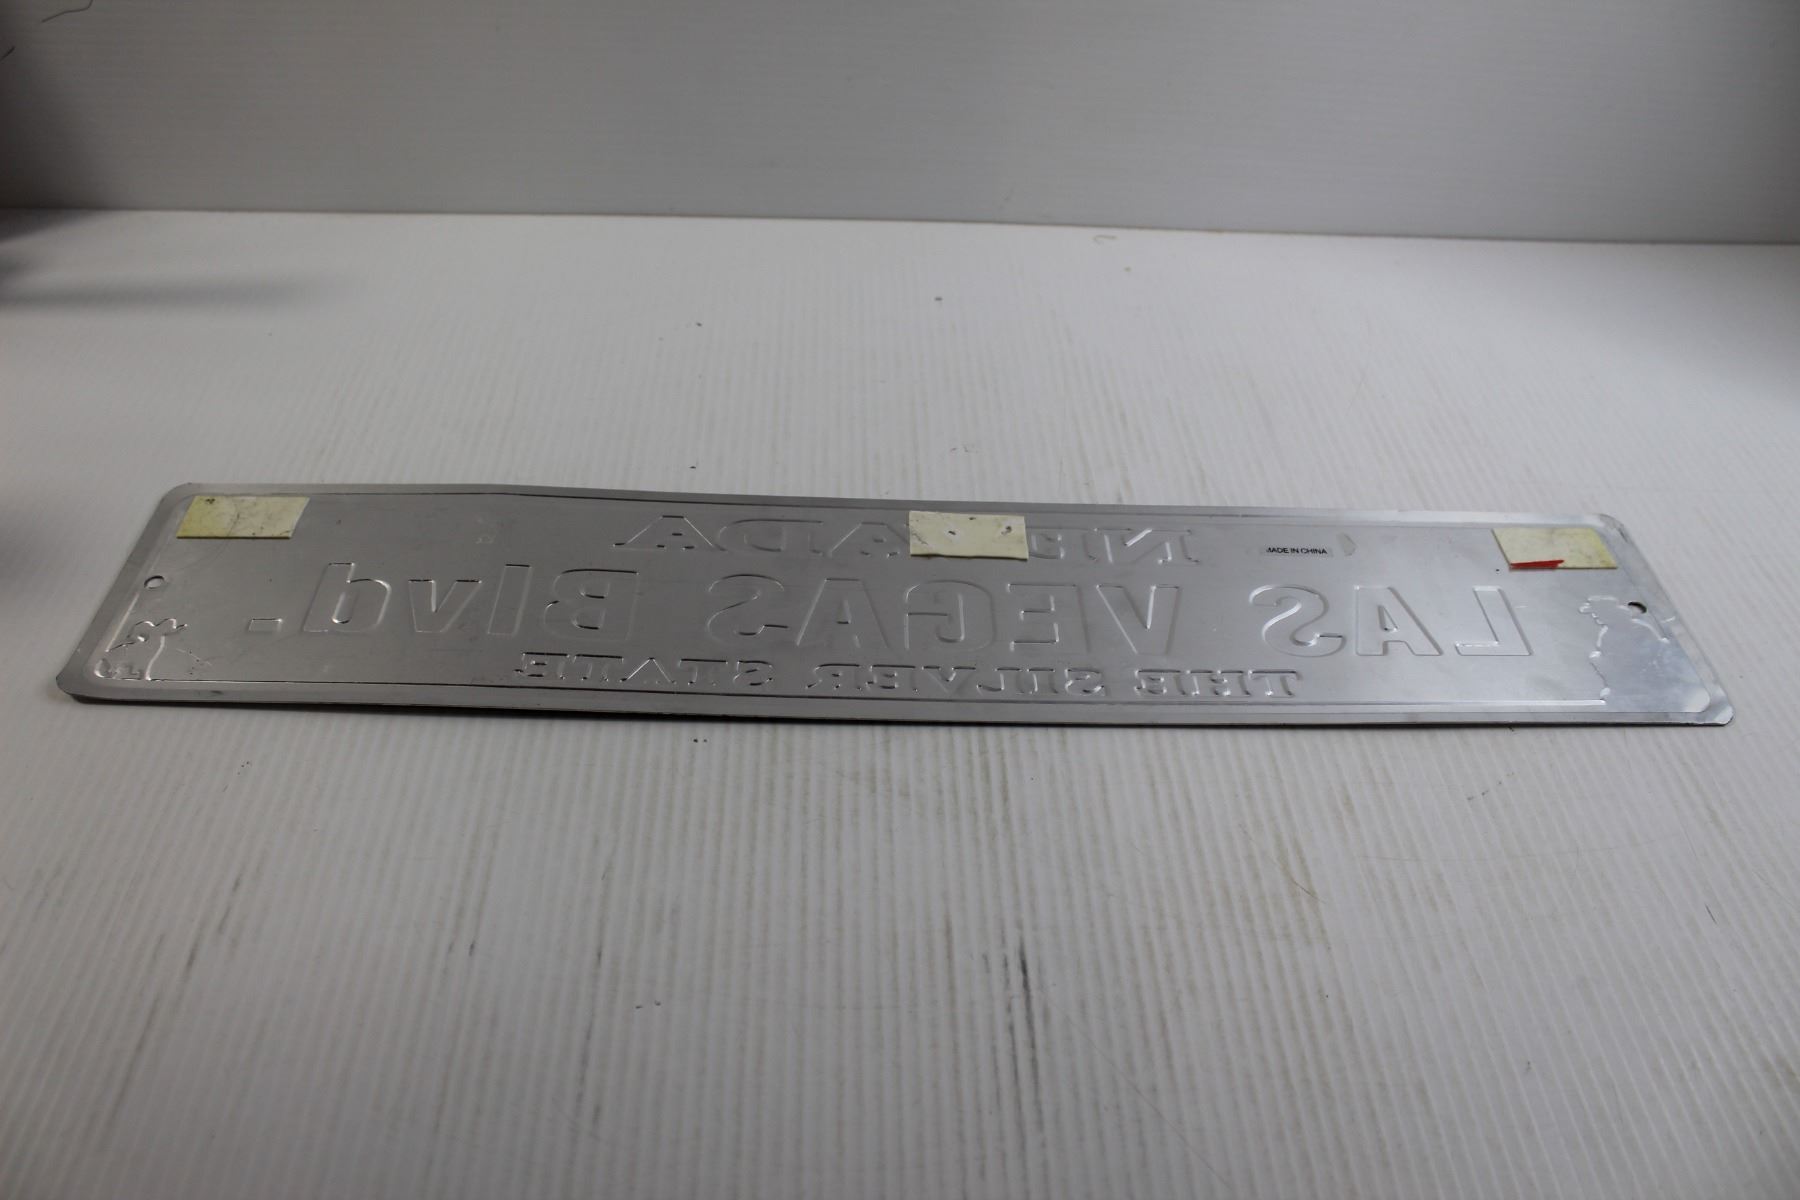 NEVADA
MADE IN CHINA
LAS VEGAS Blvd.
THE SILVER STATE